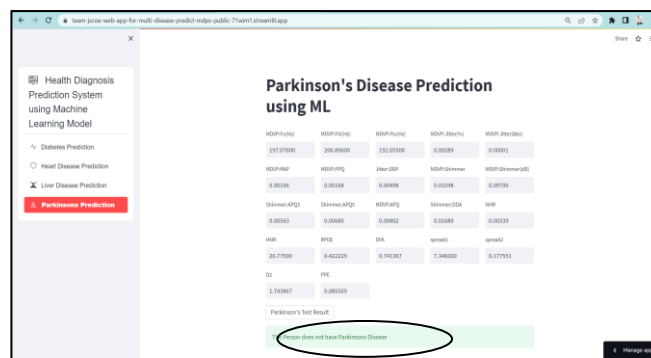 team-jscoe-web-app-for-multi-disease-predict-mdps-public-71wim1.streamlit.app
Share
Health Diagnosis
Prediction System
using Machine
Learning Model
Diabetes Prediction
Heart Disease Prediction
Liver Disease Prediction
Parkinsons Prediction
Parkinson's Disease Prediction
using ML
MDVP:Fo(Hz) MDVP:Fhi(Hz) MDVP:Flo(Hz) MDVP:Jitter(%) MDVP:Jitter(Abs)
197.07600 206.89600 192.05500 0.00289 0.00001
MDVP:RAP MDVP:PPQ Jitter:DDP MDVP:Shimmer MDVP:Shimmer(dB)
0.00166 0.00168 0.00498 0.01098 0.09700
Shimmer:APQ3 Shimmer:APQ5 MDVP:APQ Shimmer:DDA NHR
0.00563 0.00680 0.00802 0.01689 0.00339
HNR RPDE DFA spread1 spread2
26.77500 0.422229 0.741367 7.348300 0.177551
D2 PPE
1.743867 0.085569
Parkinson's Test Result
The Person does not have Parkinsons Disease
Manage app